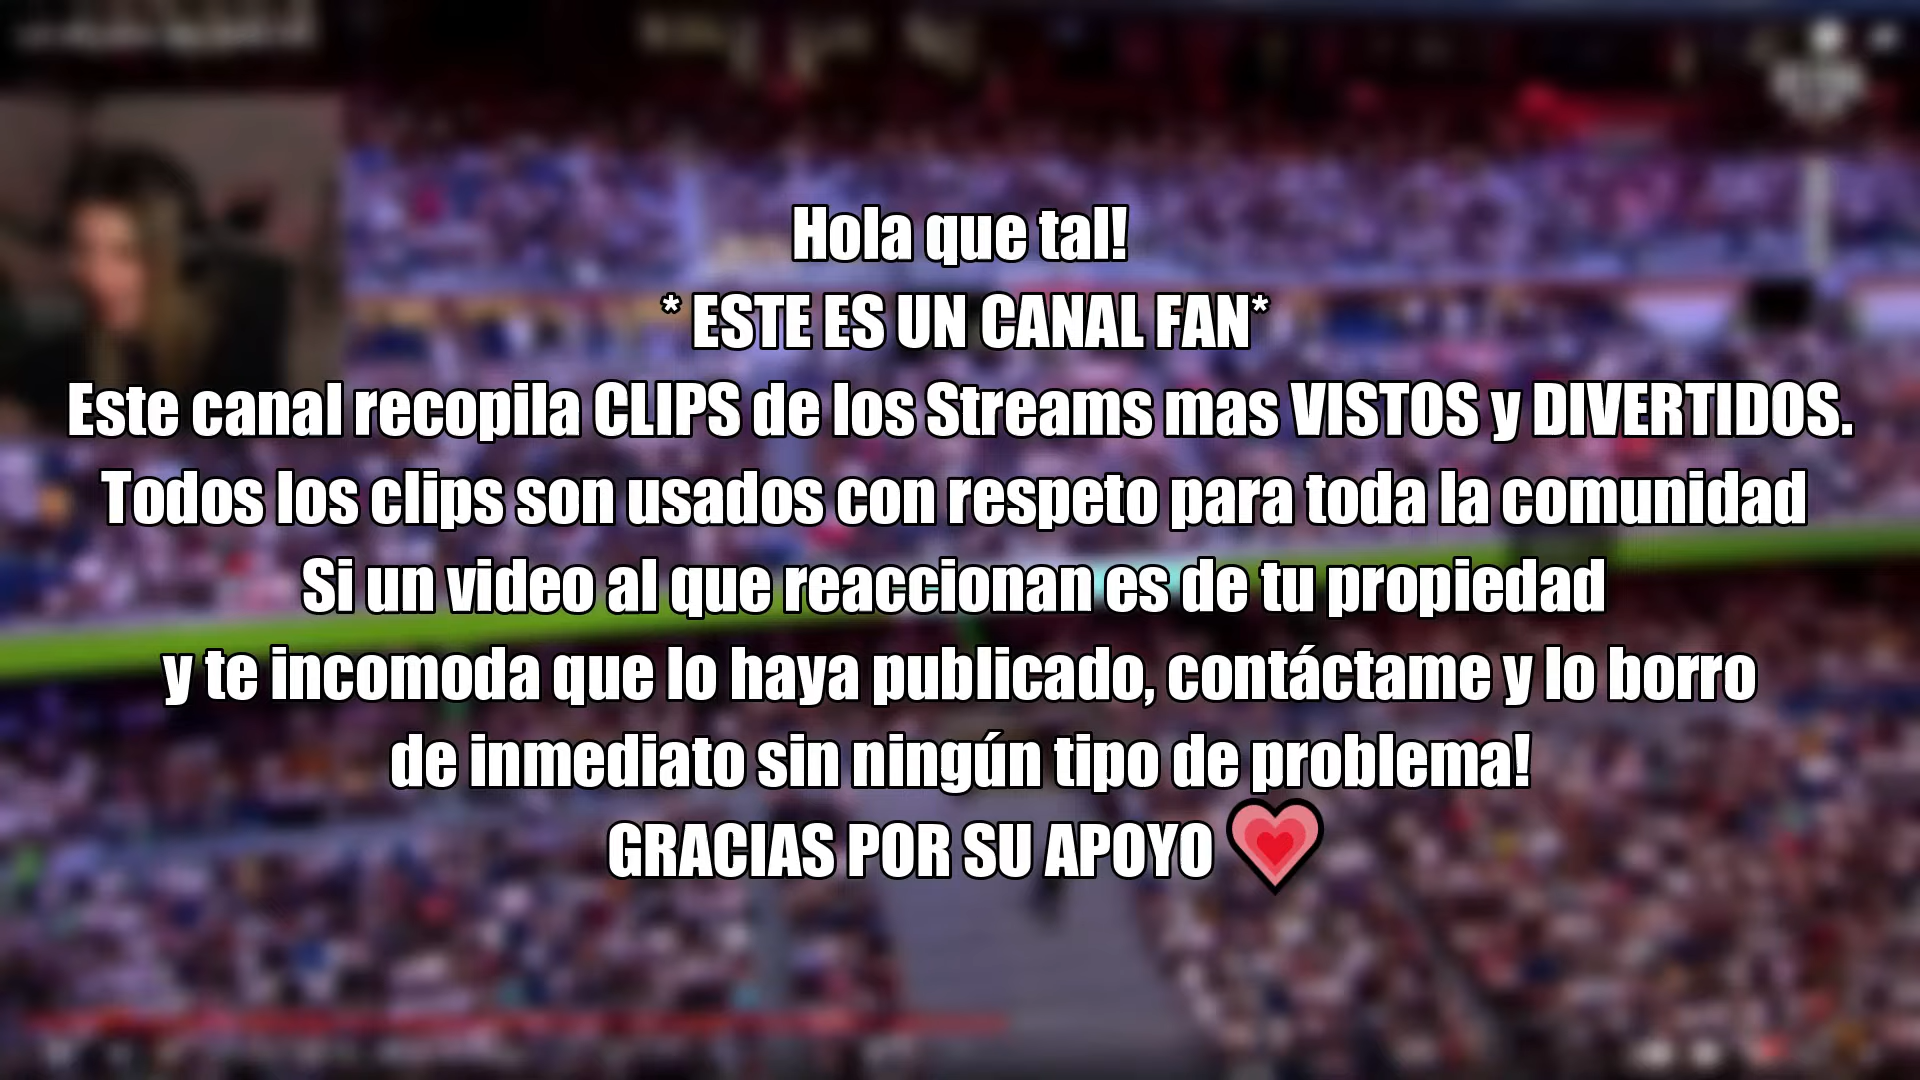 Hola que tal!
* ESTE ES UN CANAL FAN*
Este canal recopila CLIPS de los Streams mas VISTOS y DIVERTIDOS.
Todos los clips son usados con respeto para toda la comunidad
Si un video al que reaccionan es de tu propiedad
y te incomoda que lo haya publicado, contáctame y lo borro
de inmediato sin ningún tipo de problema!
GRACIAS POR SU APOYO